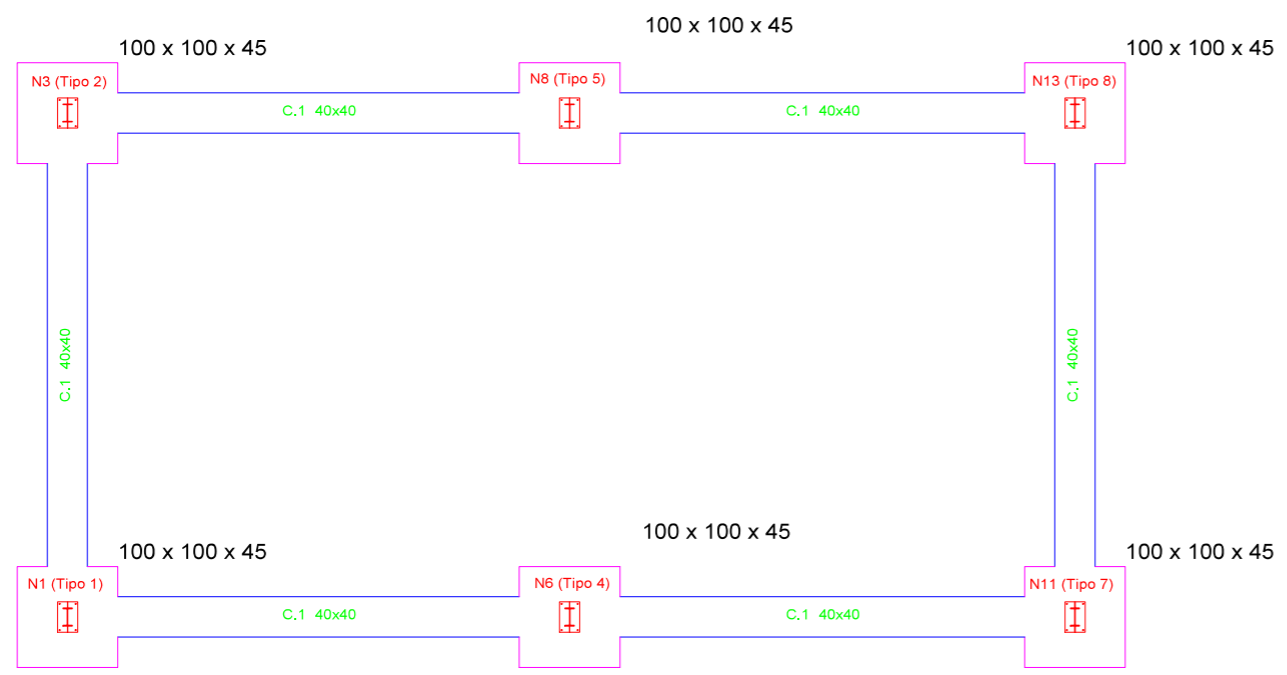 100 x 100 x 45
100 x 100 x 45
100 x 100 x 45
N3 (Tipo 2)
N8 (Tipo 5)
N13 (Tipo 8)
C.1 40x40
C.1 40x40
C.1 40x40
C.1 40x40
100 x 100 x 45
100 x 100 x 45
100 x 100 x 45
N1 (Tipo 1)
N6 (Tipo 4)
N11 (Tipo 7)
C.1 40x40
C.1 40x40